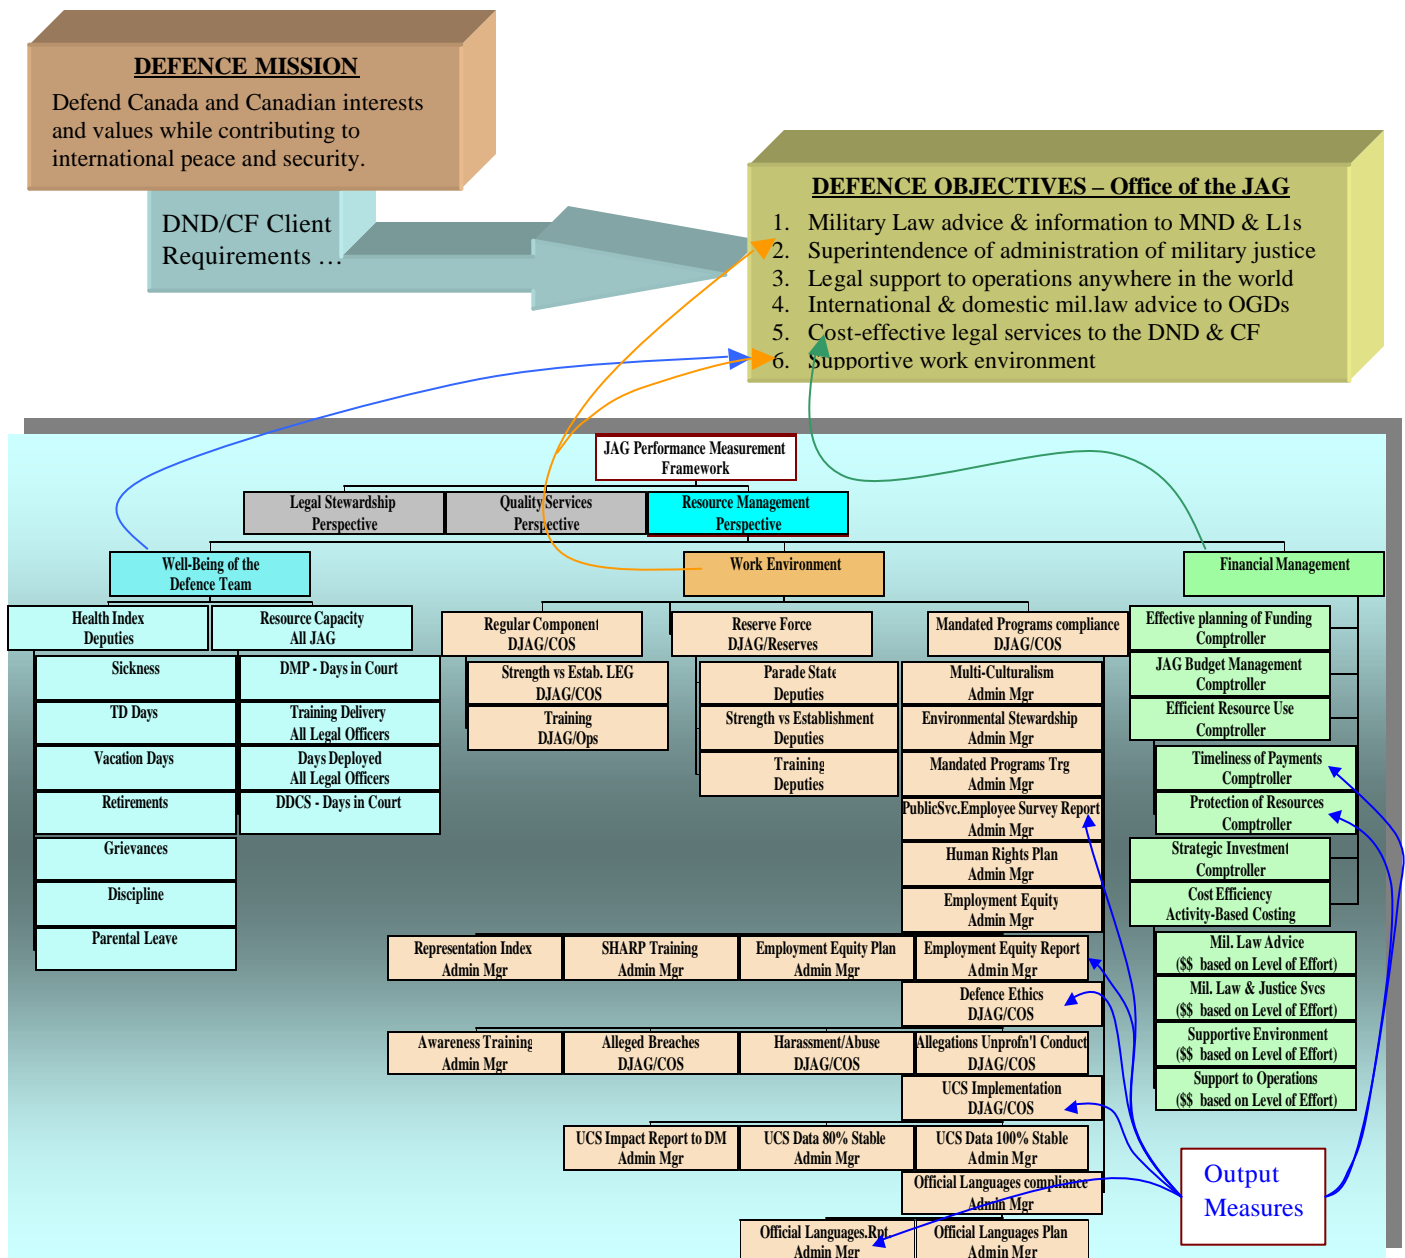 DEFENCE MISSION
Defend Canada and Canadian interests
and values while contributing to
international peace and security.
DND/CF Client
Requirements …
DEFENCE OBJECTIVES – Office of the JAG
1. Military Law advice & information to MND & L1s
2. Superintendence of administration of military justice
3. Legal support to operations anywhere in the world
4. International & domestic mil.law advice to OGDs
5. Cost-effective legal services to the DND & CF
6. Supportive work environment
JAG Performance Measurement
Framework
Legal Stewardship
Perspective
Quality Services
Perspective
Resource Management
Perspective
Well-Being of the
Defence Team
Work Environment
Financial Management
Health Index
Deputies
Sickness
TD Days
Vacation Days
Retirements
Grievances
Discipline
Parental Leave
Resource Capacity
All JAG
DMP - Days in Court
Training Delivery
All Legal Officers
Days Deployed
All Legal Officers
DDCS - Days in Court
Regular Component
DJAG/COS
Strength vs Estab. LEG
DJAG/COS
Training
DJAG/Ops
Reserve Force
DJAG/Reserves
Parade State
Deputies
Strength vs Establishment
Deputies
Training
Deputies
Mandated Programs compliance
DJAG/COS
Multi-Culturalism
Admin Mgr
Environmental Stewardship
Admin Mgr
Mandated Programs Trg
Admin Mgr
PublicSvc.Employee Survey Report
Admin Mgr
Human Rights Plan
Admin Mgr
Employment Equity
Admin Mgr
Representation Index
Admin Mgr
SHARP Training
Admin Mgr
Employment Equity Plan
Admin Mgr
Employment Equity Report
Admin Mgr
Defence Ethics
DJAG/COS
Awareness Training
Admin Mgr
Alleged Breaches
DJAG/COS
Harassment/Abuse
DJAG/COS
Allegations Unprofn'l Conduct
DJAG/COS
UCS Implementation
DJAG/COS
UCS Impact Report to DM
Admin Mgr
UCS Data 80% Stable
Admin Mgr
UCS Data 100% Stable
Admin Mgr
Official Languages compliance
Admin Mgr
Official Languages.Rpt.
Admin Mgr
Official Languages Plan
Admin Mgr
Effective planning of Funding
Comptroller
JAG Budget Management
Comptroller
Efficient Resource Use
Comptroller
Timeliness of Payments
Comptroller
Protection of Resources
Comptroller
Strategic Investment
Comptroller
Cost Efficiency
Activity-Based Costing
Mil. Law Advice
($$ based on Level of Effort)
Mil. Law & Justice Svcs
($$ based on Level of Effort)
Supportive Environment
($$ based on Level of Effort)
Support to Operations
($$ based on Level of Effort)
Output
Measures